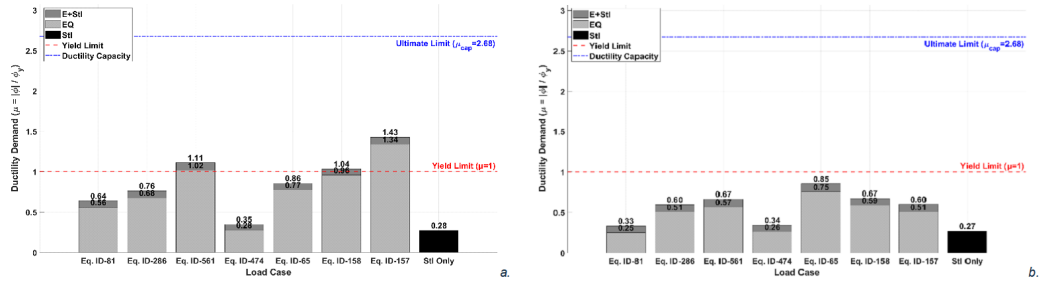 E+Stl
EQ
Stl
Yield Limit
Ductility Capacity
Ultimate Limit (μcap=2.68)
Yield Limit (μ=1)
Ductility Demand (μ = |ϕ| / ϕy)
3
2.5
2
1.5
1
0.5
0
0.64
0.56
0.76
0.68
1.11
1.02
0.35
0.28
0.86
0.77
1.04
0.96
1.43
1.34
0.28
Eq. ID-81 Eq. ID-286 Eq. ID-561 Eq. ID-474 Eq. ID-65 Eq. ID-158 Eq. ID-157 Stl Only
Load Case
a.
E+Stl
EQ
Stl
Yield Limit
Ductility Capacity
Ultimate Limit (μcap=2.68)
Yield Limit (μ=1)
Ductility Demand (μ = |ϕ| / ϕy)
3
2.5
2
1.5
1
0.5
0
0.33
0.25
0.60
0.51
0.67
0.57
0.34
0.26
0.85
0.75
0.67
0.59
0.60
0.51
0.27
Eq. ID-81 Eq. ID-286 Eq. ID-561 Eq. ID-474 Eq. ID-65 Eq. ID-158 Eq. ID-157 Stl Only
Load Case
b.